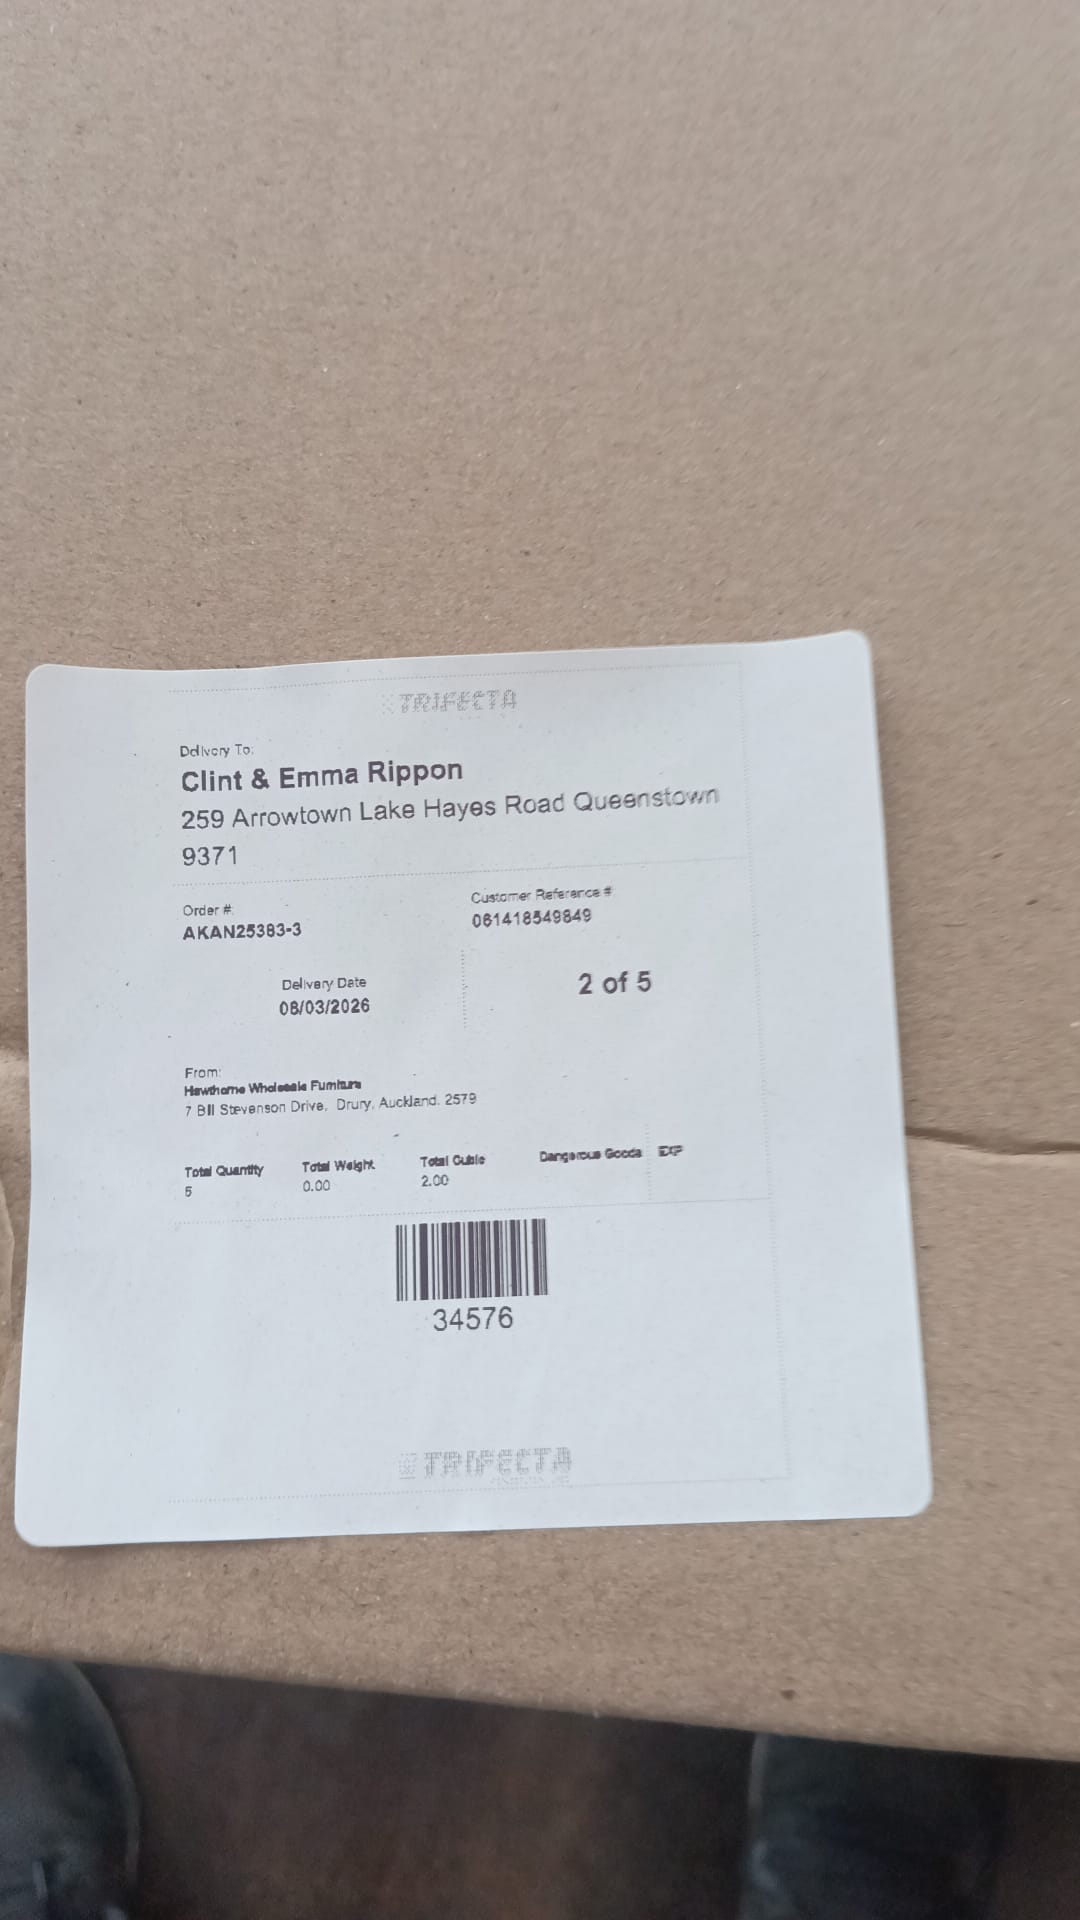 TRIFECTA
Delivery To:
Clint & Emma Rippon
259 Arrowtown Lake Hayes Road Queenstown
9371
Order #:
AKAN25383-3
Customer Reference #:
061418549849
Delivery Date
08/03/2026
2 of 5
From:
Hawthorne Wholesale Furniture
7 Bill Stevenson Drive, Drury, Auckland. 2579
Total Quantity Total Weight Total Cubic Dangerous Goods EXP
5 0.00 2.00
34576
TRIFECTA